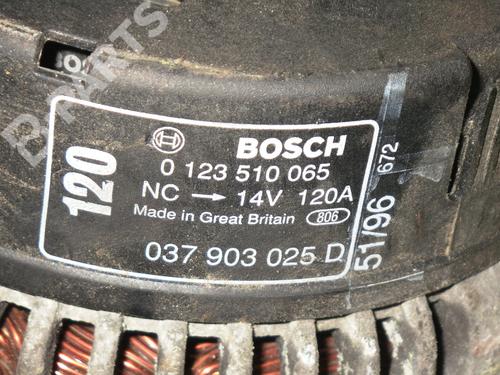 B PARTS
120
BOSCH
0 123 510 065
NC → 14V 120A
Made in Great Britain 806
037 903 025 D
51/96 672